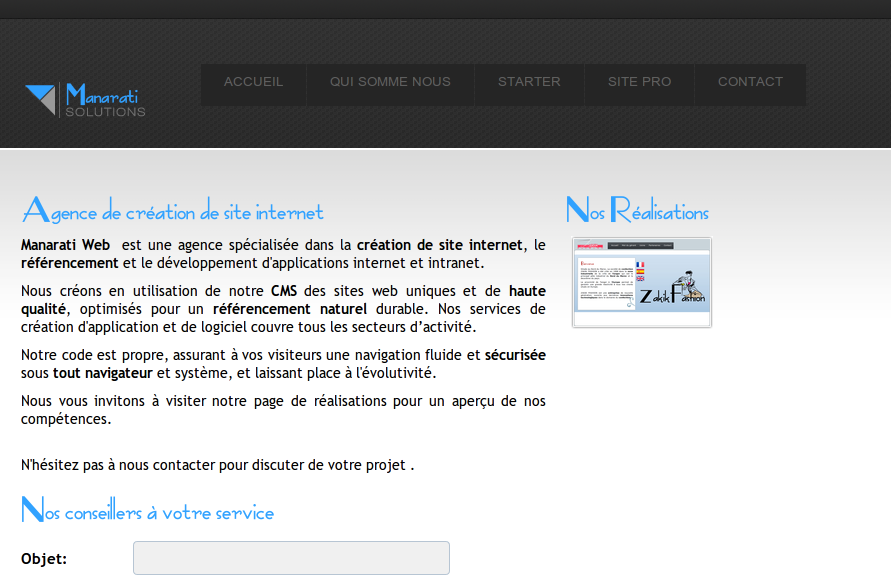 Manarati
SOLUTIONS
ACCUEIL QUI SOMME NOUS STARTER SITE PRO CONTACT
Agence de création de site internet
Manarati Web est une agence spécialisée dans la création de site internet, le
référencement et le développement d'applications internet et intranet.
Nous créons en utilisation de notre CMS des sites web uniques et de haute
qualité, optimisés pour un référencement naturel durable. Nos services de
création d'application et de logiciel couvre tous les secteurs d’activité.
Notre code est propre, assurant à vos visiteurs une navigation fluide et sécurisée
sous tout navigateur et système, et laissant place à l'évolutivité.
Nous vous invitons à visiter notre page de réalisations pour un aperçu de nos
compétences.
N'hésitez pas à nous contacter pour discuter de votre projet .
Nos conseillers à votre service
Objet:
Nos Réalisations
Zakik Fashion